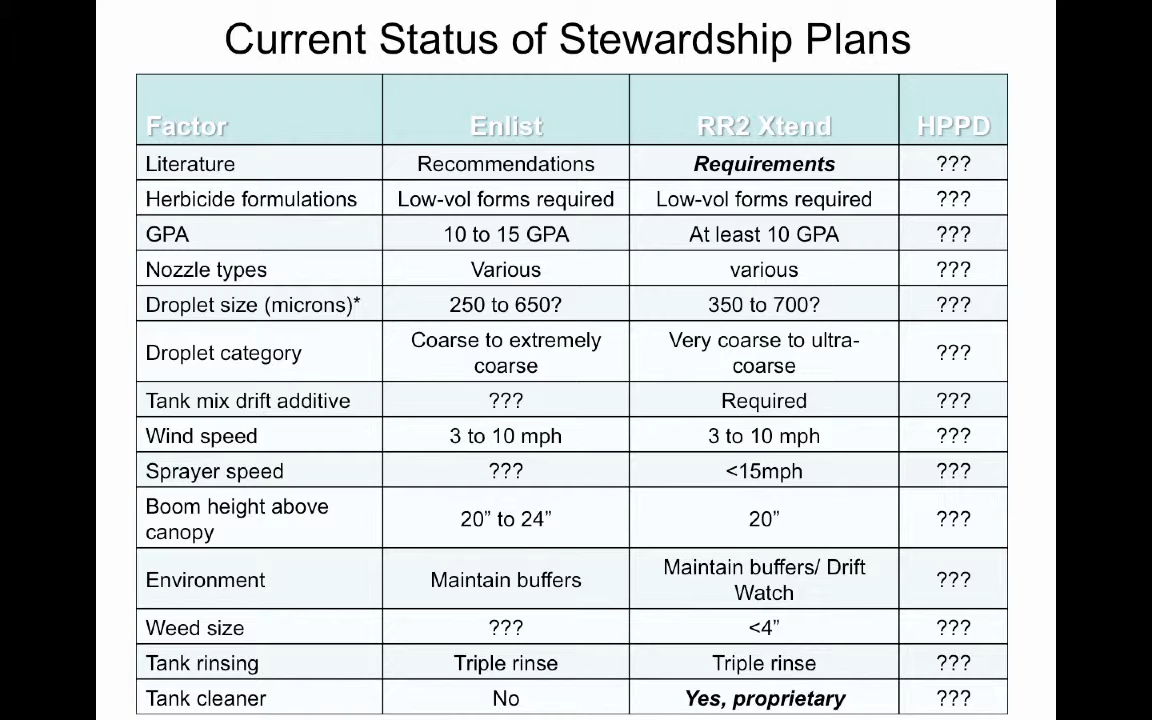 Current Status of Stewardship Plans
Factor Enlist RR2 Xtend HPPD
Literature Recommendations Requirements ???
Herbicide formulations Low-vol forms required Low-vol forms required ???
GPA 10 to 15 GPA At least 10 GPA ???
Nozzle types Various various ???
Droplet size (microns)* 250 to 650? 350 to 700? ???
Droplet category Coarse to extremely coarse Very coarse to ultra-coarse ???
Tank mix drift additive ??? Required ???
Wind speed 3 to 10 mph 3 to 10 mph ???
Sprayer speed ??? <15mph ???
Boom height above canopy 20” to 24” 20” ???
Environment Maintain buffers Maintain buffers/ Drift Watch ???
Weed size ??? <4” ???
Tank rinsing Triple rinse Triple rinse ???
Tank cleaner No Yes, proprietary ???